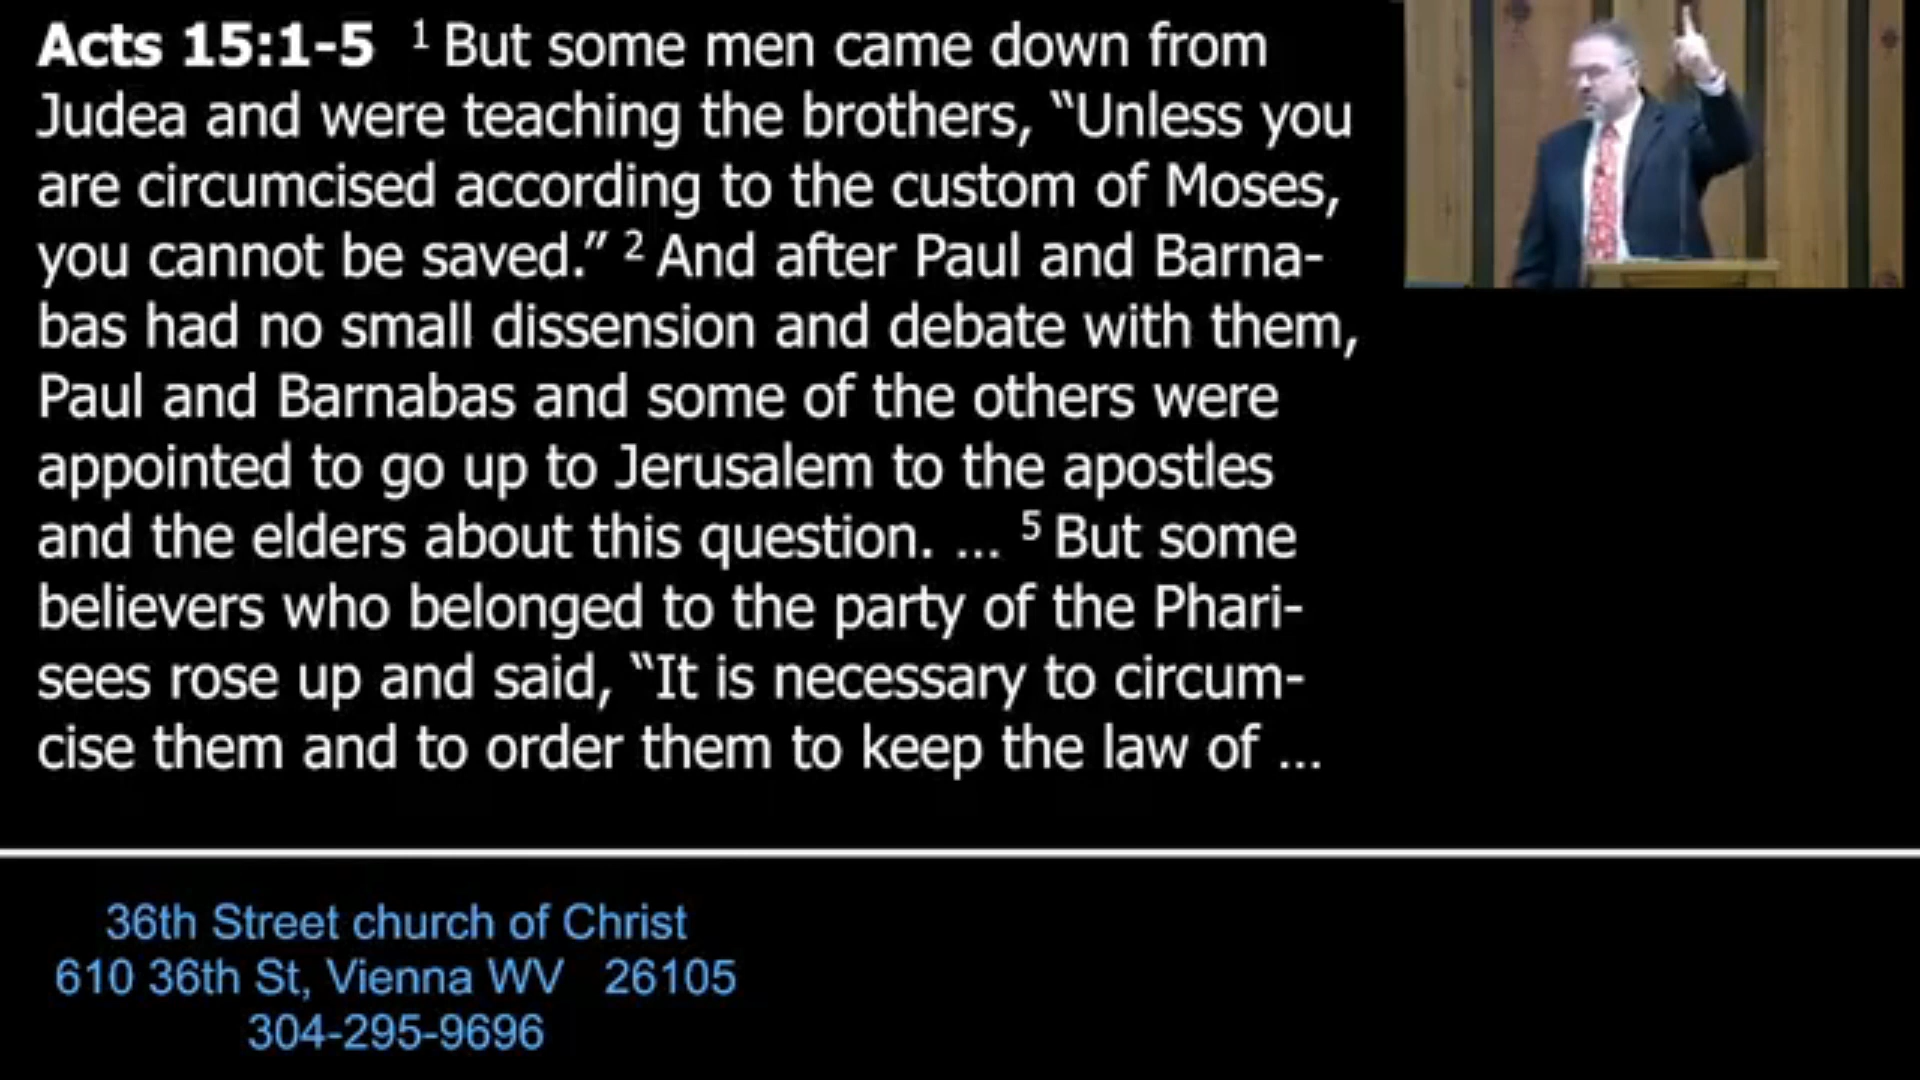 Acts 15:1-5 1 But some men came down from
Judea and were teaching the brothers, “Unless you
are circumcised according to the custom of Moses,
you cannot be saved.” 2 And after Paul and Barna-
bas had no small dissension and debate with them,
Paul and Barnabas and some of the others were
appointed to go up to Jerusalem to the apostles
and the elders about this question. ... 5 But some
believers who belonged to the party of the Phari-
sees rose up and said, “It is necessary to circum-
cise them and to order them to keep the law of ...
36th Street church of Christ
610 36th St, Vienna WV 26105
304-295-9696